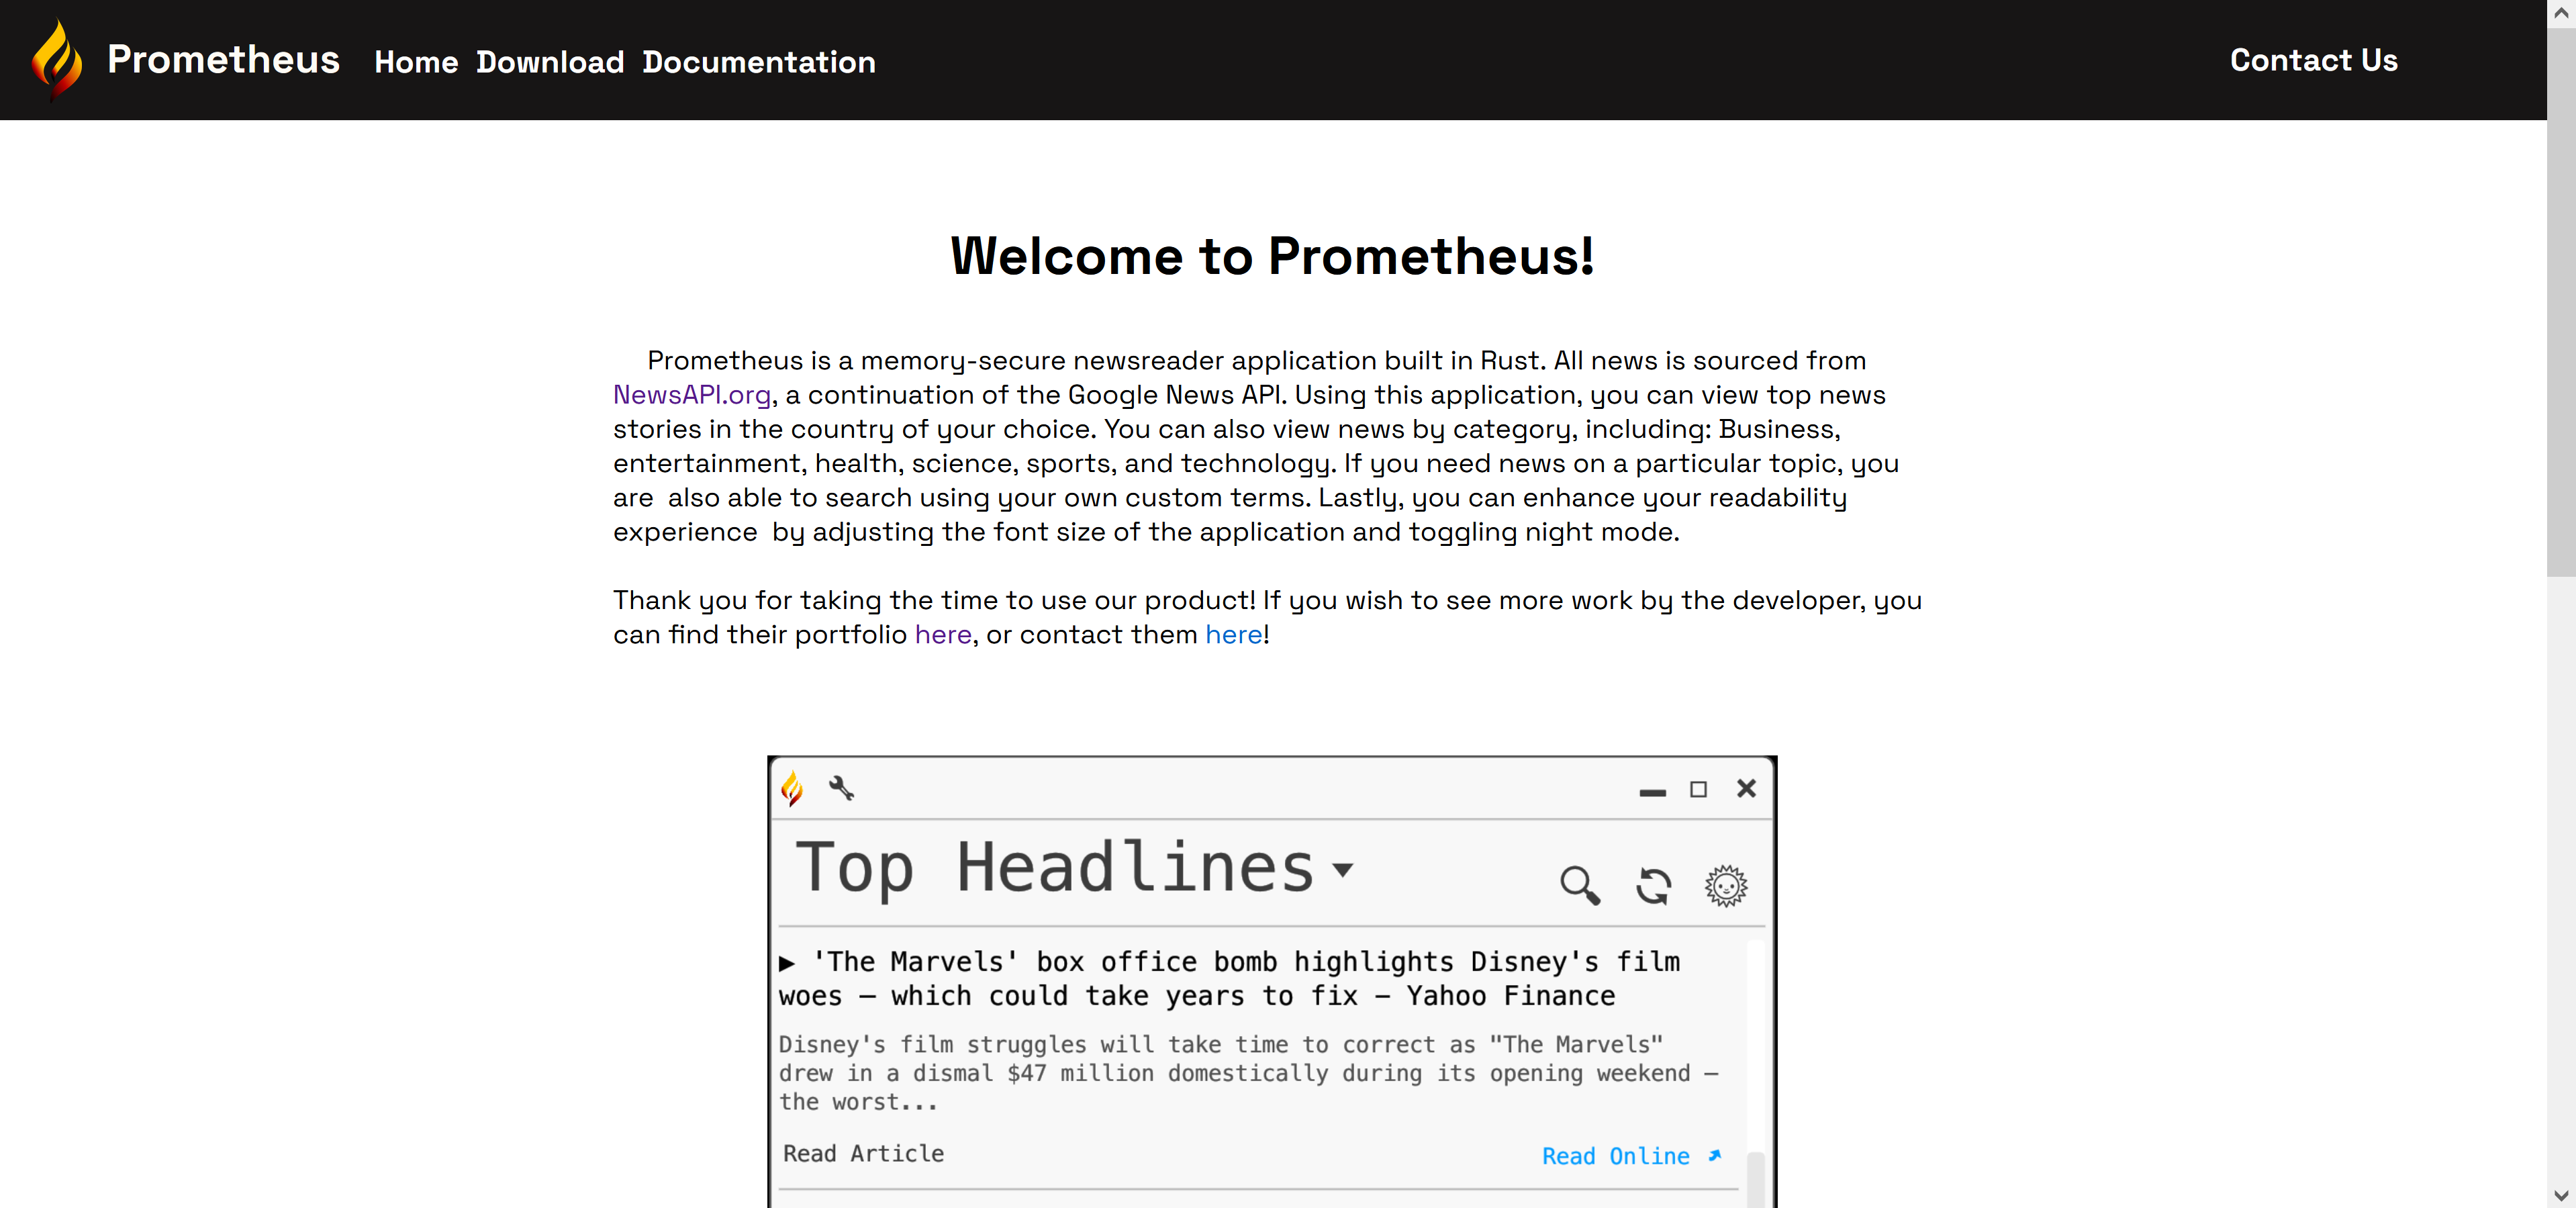 Prometheus Home Download Documentation Contact Us
Welcome to Prometheus!
Prometheus is a memory-secure newsreader application built in Rust. All news is sourced from
NewsAPI.org, a continuation of the Google News API. Using this application, you can view top news
stories in the country of your choice. You can also view news by category, including: Business,
entertainment, health, science, sports, and technology. If you need news on a particular topic, you
are  also able to search using your own custom terms. Lastly, you can enhance your readability
experience  by adjusting the font size of the application and toggling night mode.
Thank you for taking the time to use our product! If you wish to see more work by the developer, you
can find their portfolio here, or contact them here!
Top Headlines
▶ 'The Marvels' box office bomb highlights Disney's film
woes — which could take years to fix - Yahoo Finance
Disney's film struggles will take time to correct as "The Marvels"
drew in a dismal $47 million domestically during its opening weekend —
the worst...
Read Article Read Online